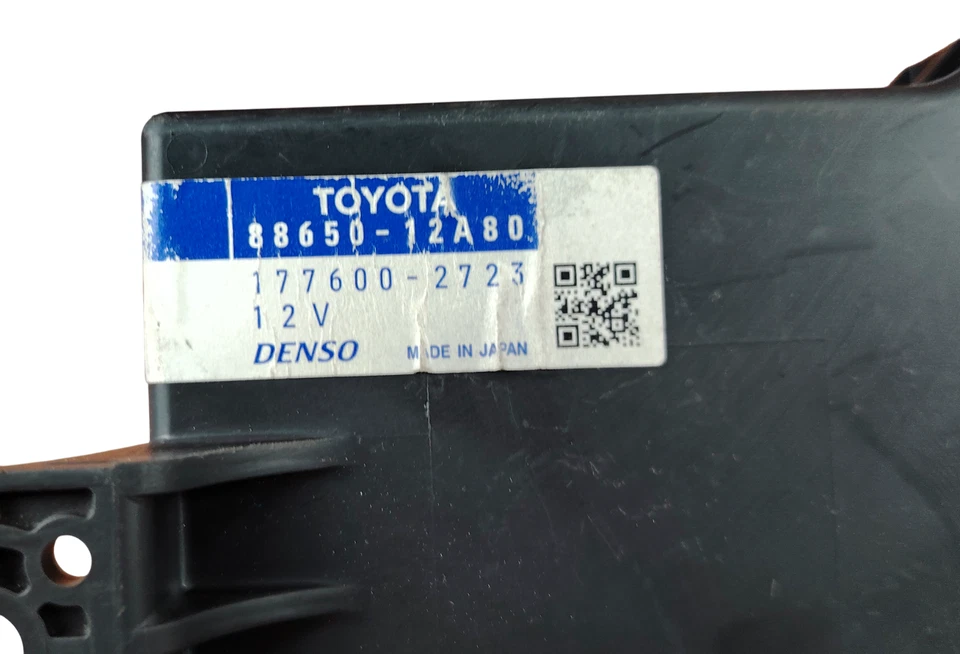 TOYOTA
88650-12A80
177600-2723
12V
DENSO MADE IN JAPAN